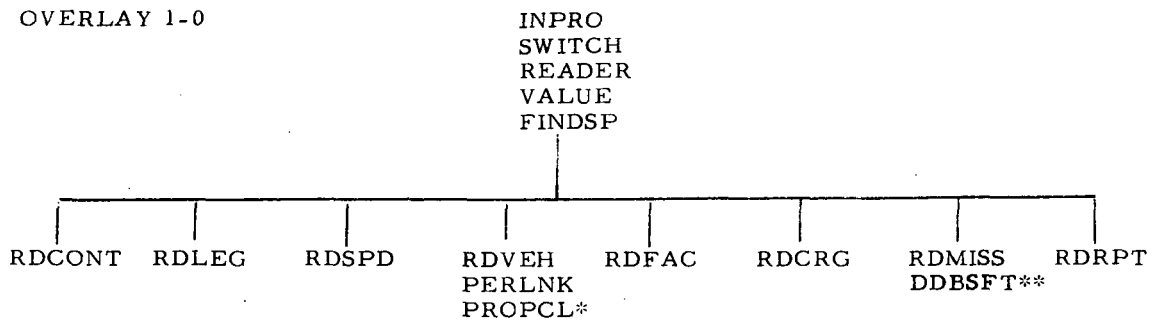 OVERLAY 1-0
INPRO
SWITCH
READER
VALUE
FINDSP
RDCONT RDLEG RDSPD RDVEH RDFAC RDCRG RDMISS RDRPT
PERLNK DDBSFT**
PROPCL*